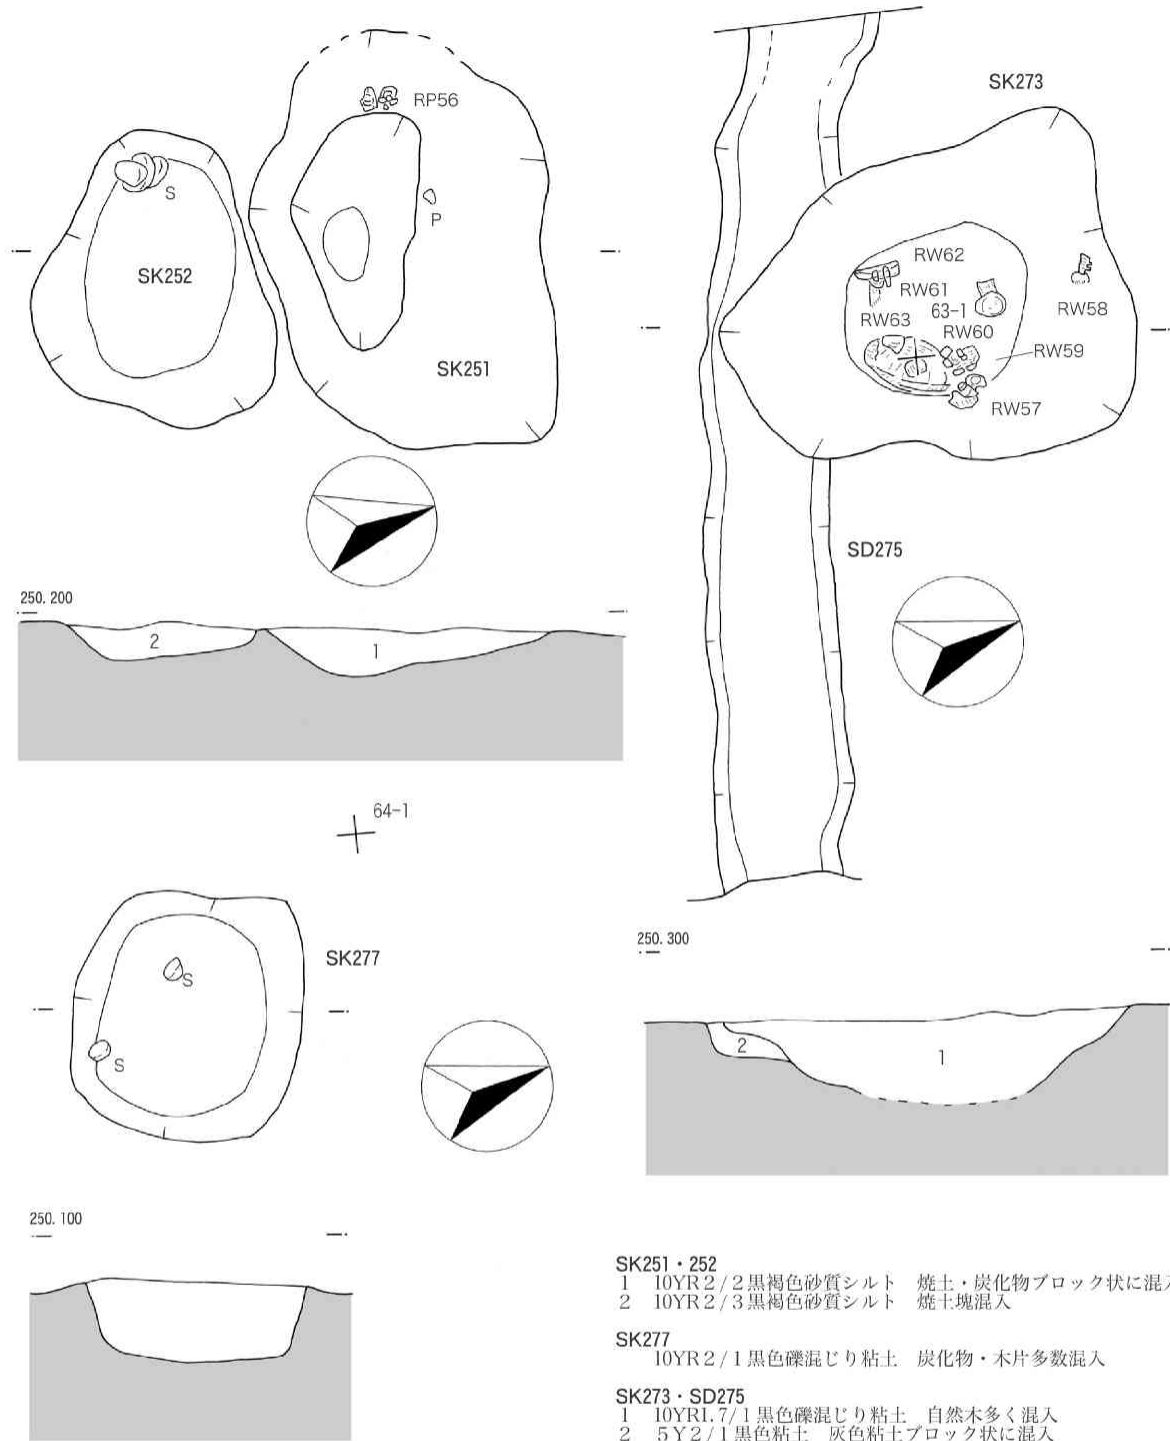 RP56
S
P
SK252
SK251
SK273
RW62
RW61
63-1
RW58
RW63
RW60
RW59
RW57
SD275
250.200
2
1
64-1
SK277
S
S
250.300
2
1
250.100
SK251・252
1 10YR2/2黒褐色砂質シルト 焼土・炭化物ブロック状に混入
2 10YR2/3黒褐色砂質シルト 焼土塊混入
SK277
10YR2/1黒色礫混じり粘土 炭化物・木片多数混入
SK273・SD275
1 10YR1.7/1黒色礫混じり粘土 自然木多く混入
2 5Y2/1黒色粘土 灰色粘土ブロック状に混入